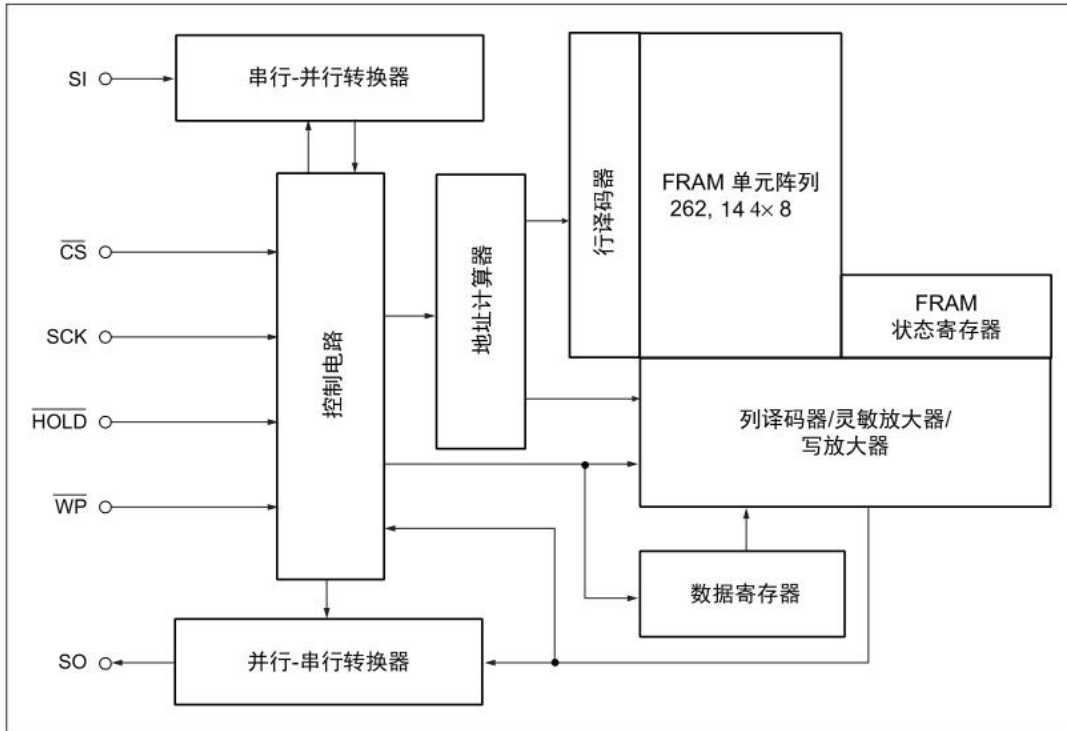 SI
串行-并行转换器
行译码器
FRAM 单元阵列
262, 14 4× 8
CS
SCK
HOLD
WP
控制电路
地址计算器
FRAM
状态寄存器
列译码器/灵敏放大器/
写放大器
数据寄存器
SO
并行-串行转换器